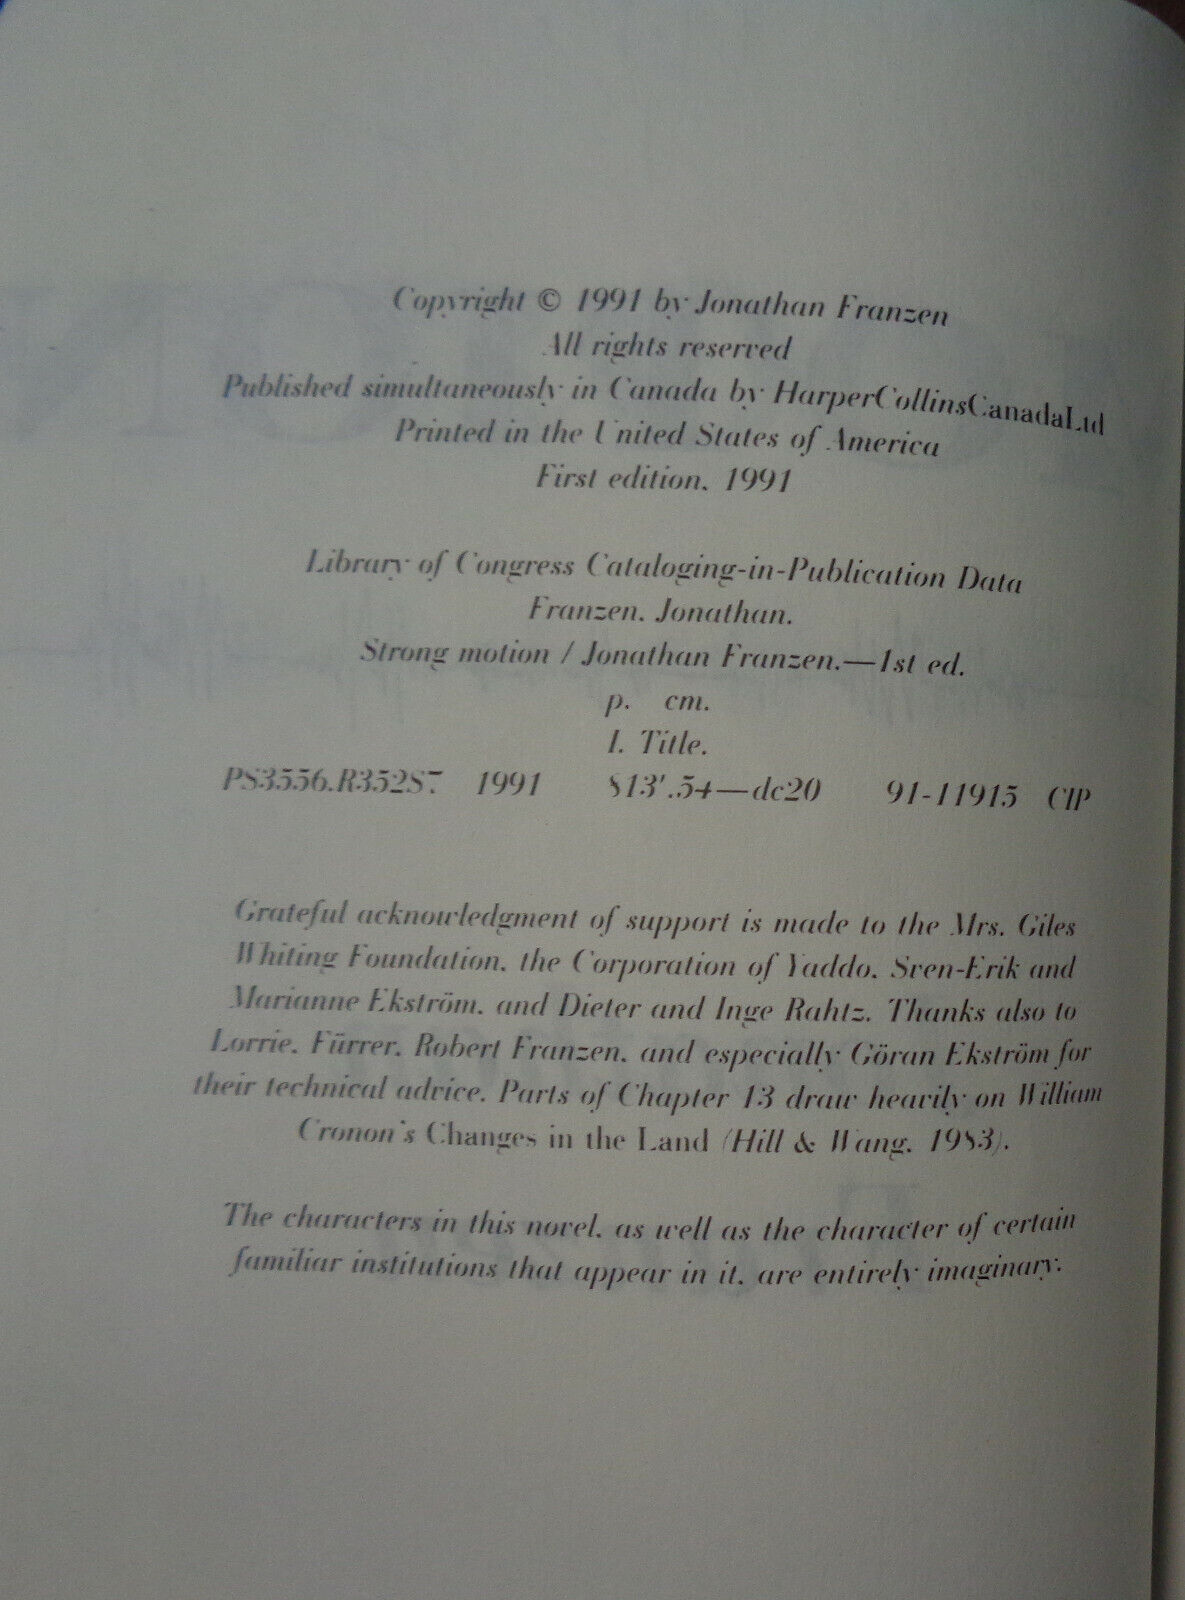 Copyright © 1991 by Jonathan Franzen
All rights reserved
Published simultaneously in Canada by HarperCollinsCanadaLtd
Printed in the United States of America
First edition, 1991
Library of Congress Cataloging-in-Publication Data
Franzen, Jonathan.
Strong motion / Jonathan Franzen.—1st ed.
p. cm.
I. Title.
PS3556.R352S7 1991 813'.54—dc20 91-11915 CIP
Grateful acknowledgment of support is made to the Mrs. Giles
Whiting Foundation, the Corporation of Yaddo, Sven-Erik and
Marianne Ekström, and Dieter and Inge Rahtz. Thanks also to
Lorrie, Fürrer, Robert Franzen, and especially Göran Ekström for
their technical advice. Parts of Chapter 13 draw heavily on William
Cronon's Changes in the Land (Hill & Wang, 1983).
The characters in this novel, as well as the character of certain
familiar institutions that appear in it, are entirely imaginary.